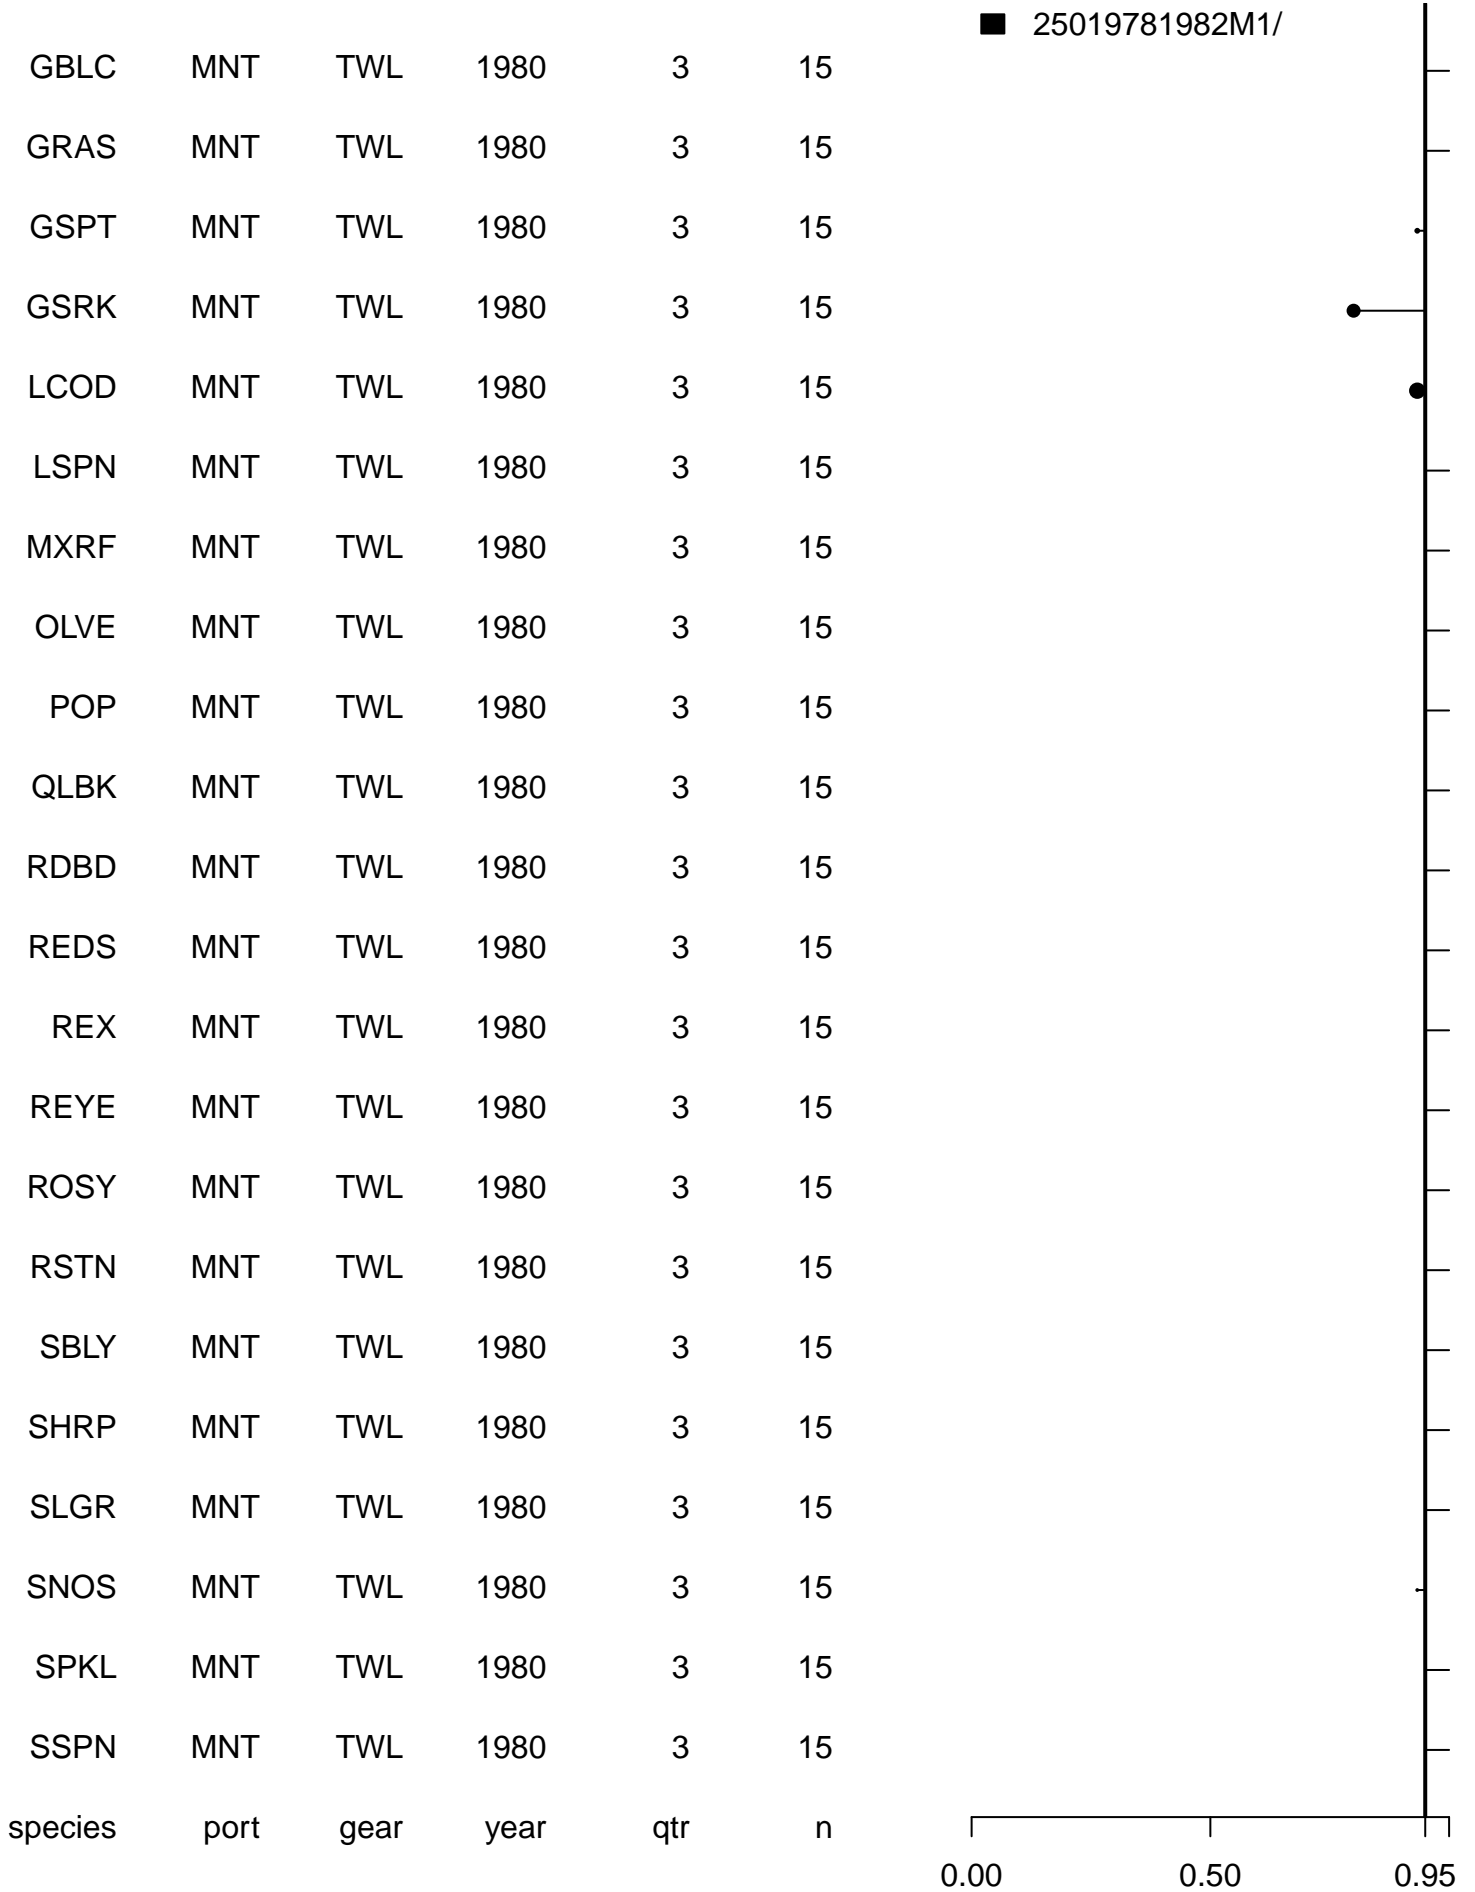 25019781982M1/
GBLC MNT TWL 1980 3 15
GRAS MNT TWL 1980 3 15
GSPT MNT TWL 1980 3 15
GSRK MNT TWL 1980 3 15
LCOD MNT TWL 1980 3 15
LSPN MNT TWL 1980 3 15
MXRF MNT TWL 1980 3 15
OLVE MNT TWL 1980 3 15
POP MNT TWL 1980 3 15
QLBK MNT TWL 1980 3 15
RDBD MNT TWL 1980 3 15
REDS MNT TWL 1980 3 15
REX MNT TWL 1980 3 15
REYE MNT TWL 1980 3 15
ROSY MNT TWL 1980 3 15
RSTN MNT TWL 1980 3 15
SBLY MNT TWL 1980 3 15
SHRP MNT TWL 1980 3 15
SLGR MNT TWL 1980 3 15
SNOS MNT TWL 1980 3 15
SPKL MNT TWL 1980 3 15
SSPN MNT TWL 1980 3 15
species port gear year qtr n
0.00 0.50 0.95